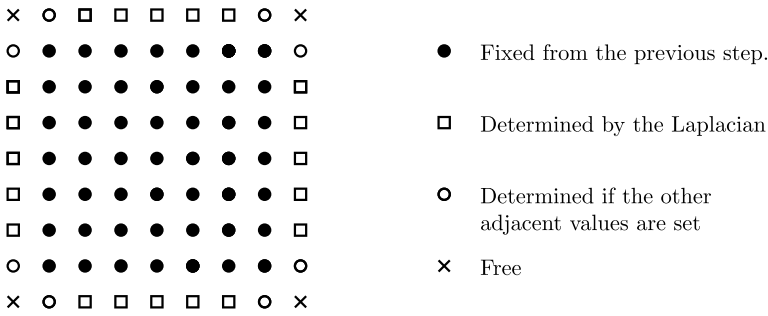 Fixed from the previous step.
Determined by the Laplacian
Determined if the other
adjacent values are set
Free